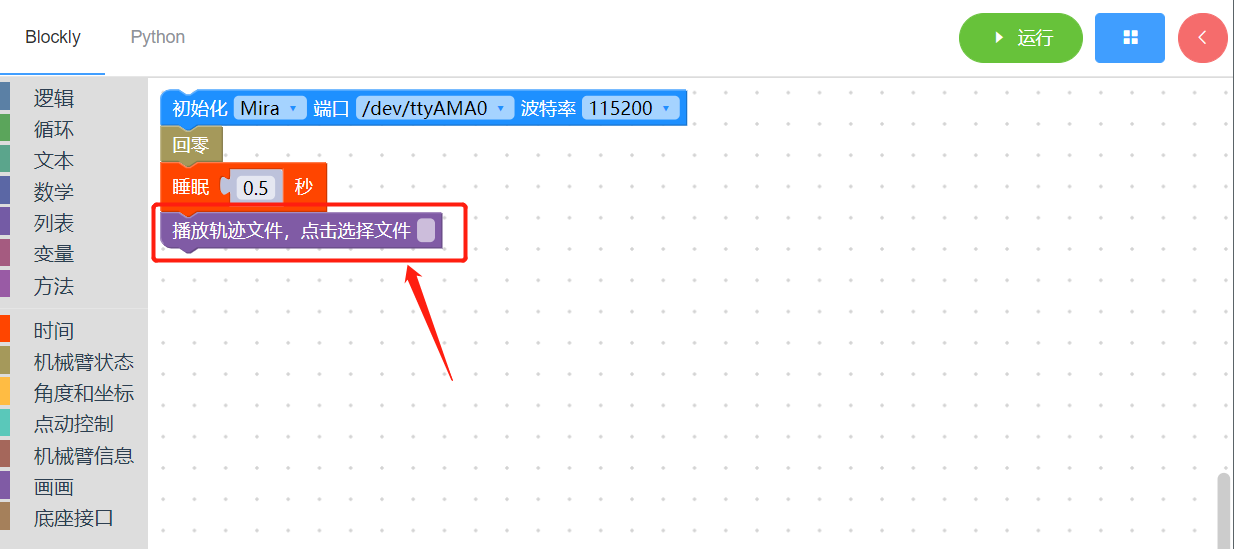 Blockly Python 运行
逻辑
循环
文本
数学
列表
变量
方法
时间
机械臂状态
角度和坐标
点动控制
机械臂信息
画画
底座接口
初始化 Mira 端口 /dev/ttyAMA0 波特率 115200
回零
睡眠 0.5 秒
播放轨迹文件，点击选择文件